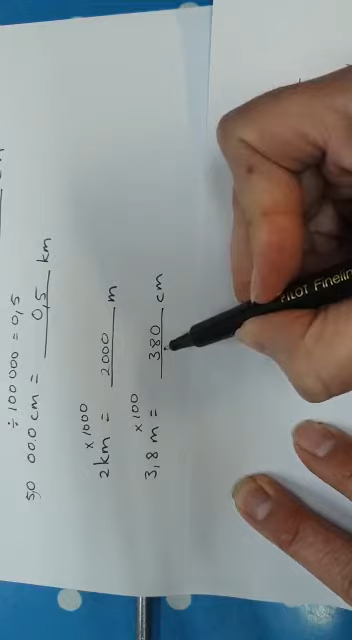 ÷ 100 000 = 0,5
50 000 cm = 0,5 km
x 1000
2 km = 2000 m
x 100
3,8 m = 380 cm
PILOT Fineline